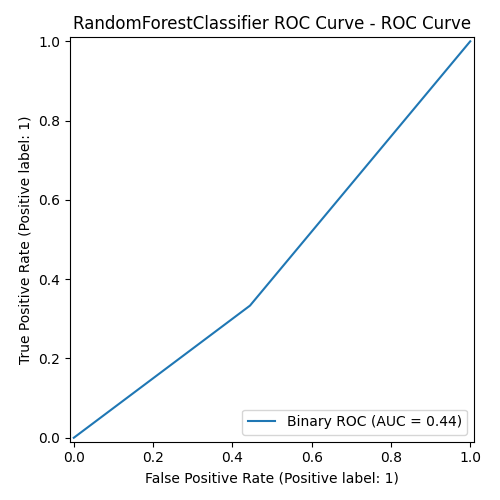 RandomForestClassifier ROC Curve - ROC Curve
1.0
0.8
0.6
0.4
0.2
0.0
True Positive Rate (Positive label: 1)
Binary ROC (AUC = 0.44)
0.0 0.2 0.4 0.6 0.8 1.0
False Positive Rate (Positive label: 1)